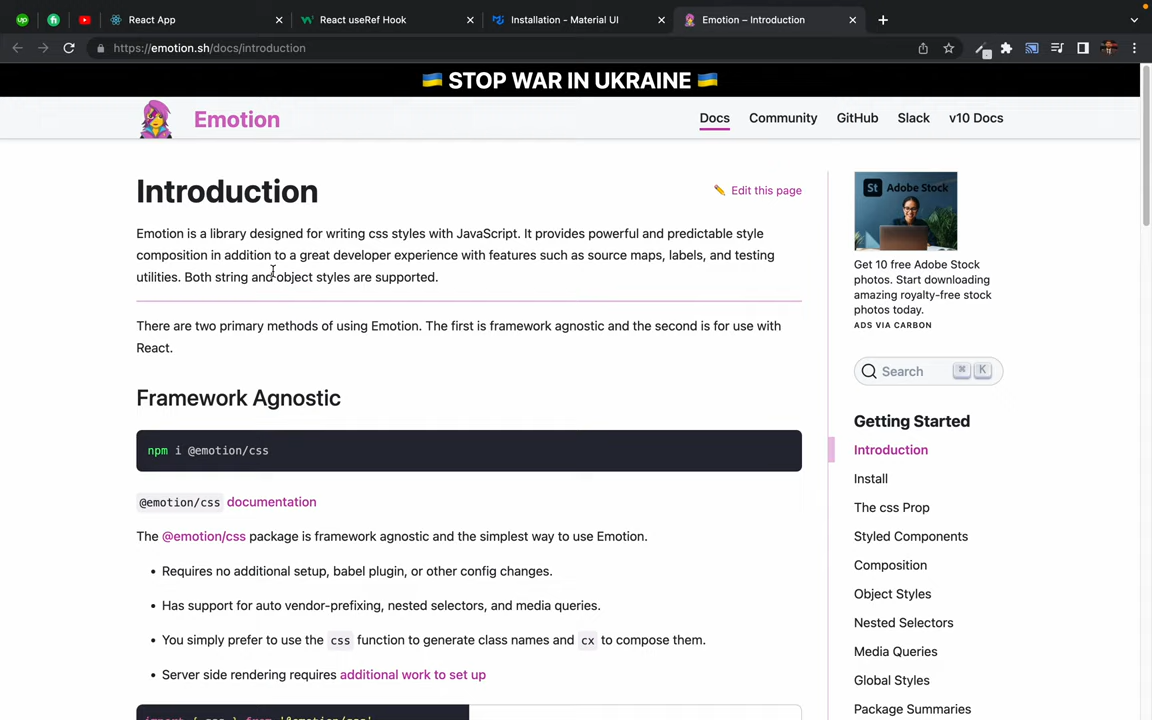 React App
React useRef Hook
Installation - Material UI
Emotion – Introduction
https://emotion.sh/docs/introduction
🇺🇦 STOP WAR IN UKRAINE 🇺🇦
Emotion
Docs
Community
GitHub
Slack
v10 Docs
Introduction
✏️ Edit this page
Emotion is a library designed for writing css styles with JavaScript. It provides powerful and predictable style
composition in addition to a great developer experience with features such as source maps, labels, and testing
utilities. Both string and object styles are supported.
There are two primary methods of using Emotion. The first is framework agnostic and the second is for use with
React.
Framework Agnostic
npm i @emotion/css
@emotion/css documentation
The @emotion/css package is framework agnostic and the simplest way to use Emotion.
• Requires no additional setup, babel plugin, or other config changes.
• Has support for auto vendor-prefixing, nested selectors, and media queries.
• You simply prefer to use the css function to generate class names and cx to compose them.
• Server side rendering requires additional work to set up
St Adobe Stock
Get 10 free Adobe Stock
photos. Start downloading
amazing royalty-free stock
photos today.
ADS VIA CARBON
Search ⌘ K
Getting Started
Introduction
Install
The css Prop
Styled Components
Composition
Object Styles
Nested Selectors
Media Queries
Global Styles
Package Summaries